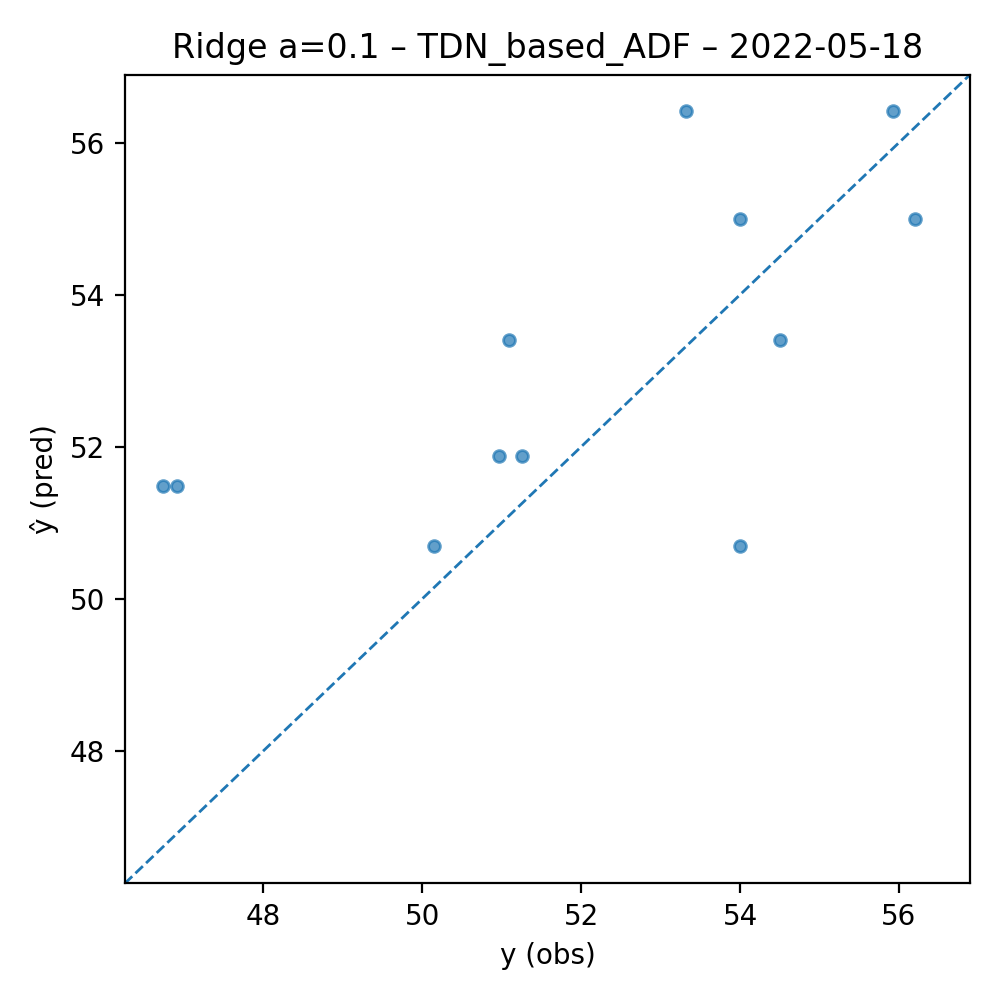 Ridge a=0.1 – TDN_based_ADF – 2022-05-18
56
54
52
50
48
ŷ (pred)
48 50 52 54 56
y (obs)